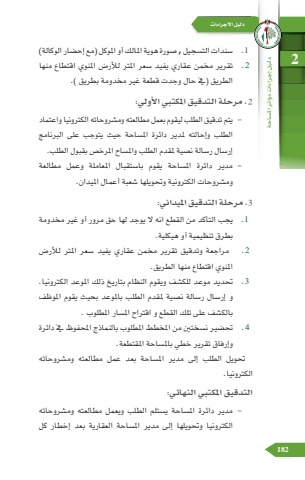 دليل الاجراءات
2
دليل إجراءات دوائر المساحة
1. سندات التسجيل , صورة هوية المالك أو الموكل (مع إحضار الوكالة)
2. تقرير مخمن عقاري يفيد سعر المتر للأرض المنوي اقتطاع منها
الطريق (في حال وجدت قطعة غير مخدومة بطريق ).
2. مرحلة التدقيق المكتبي الأولي:
– يتم تدقيق الطلب ليقوم بعمل مطالعته ومشروحاته الكترونيا واعتماد
الطلب وإحالته لمدير دائرة المساحة حيث يتوجب على البرنامج
إرسال رسالة نصية لمقدم الطلب والمساح المرخص بقبول الطلب.
– مدير دائرة المساحة يقوم باستقبال المعاملة وعمل مطالعة
ومشروحات الكترونية وتحويلها شعبة أعمال الميدان.
3. مرحلة التدقيق الميداني:
1. يجب التأكد من القطع انه لا يوجد لها حق مرور أو غير مخدومة
بطرق تنظيمية أو هيكلية.
2. مراجعة وتدقيق تقرير مخمن عقاري يفيد سعر المتر للأرض
المنوي اقتطاع منها الطريق.
3. تحديد موعد للكشف ويقوم النظام بتاريخ ذلك الموعد الكترونيا.
و إرسال رسالة نصية لمقدم الطلب بالموعد بحيث يقوم الموظف
بالكشف على تلك القطع و اقتراح المسار المطلوب .
4. تحضير نسختين من المخطط المطلوب بالنماذج المحفوظ في دائرة
وإرفاق تقرير خطي بالمساحة المقتطعة.
تحويل الطلب إلى مدير المساحة بعد عمل مطالعته ومشروحاته
الكترونيا.
التدقيق المكتبي النهائي:
– مدير دائرة المساحة يستلم الطلب ويعمل مطالعته ومشروحاته
الكترونيا وتحويلها إلى مدير المساحة العقارية بعد إخطار كل
182